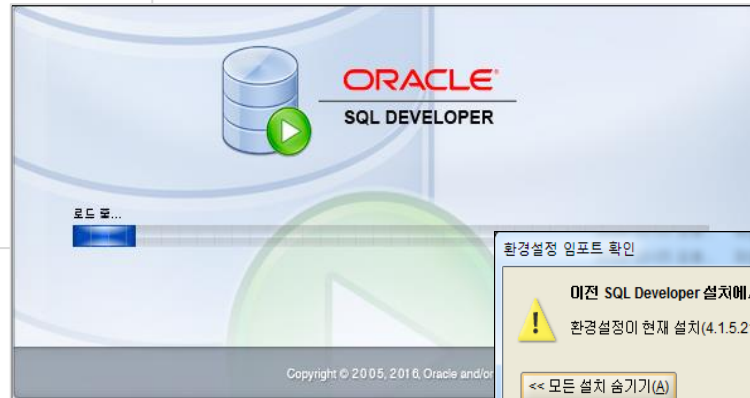 ORACLE
SQL DEVELOPER
로드 중...
환경설정 임포트 확인
이전 SQL Developer 설치에
환경설정이 현재 설치(4.1.5.2
<< 모든 설치 숨기기(A)
Copyright © 2005, 2016, Oracle and/or